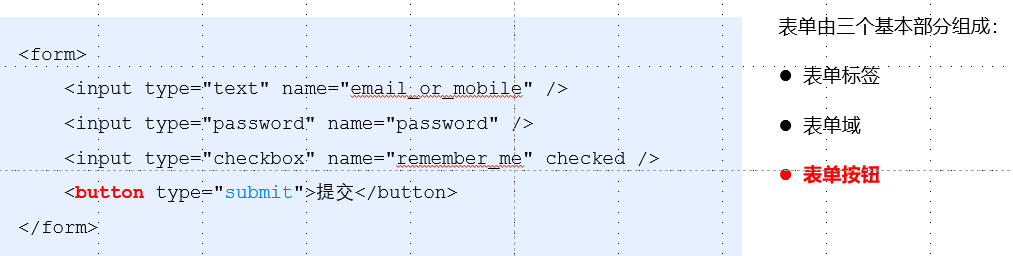 表单由三个基本部分组成:
<form>
<input type="text" name="email_or_mobile" />
<input type="password" name="password" />
<input type="checkbox" name="remember_me" checked />
<button type="submit">提交</button>
</form>
● 表单标签
● 表单域
● 表单按钮